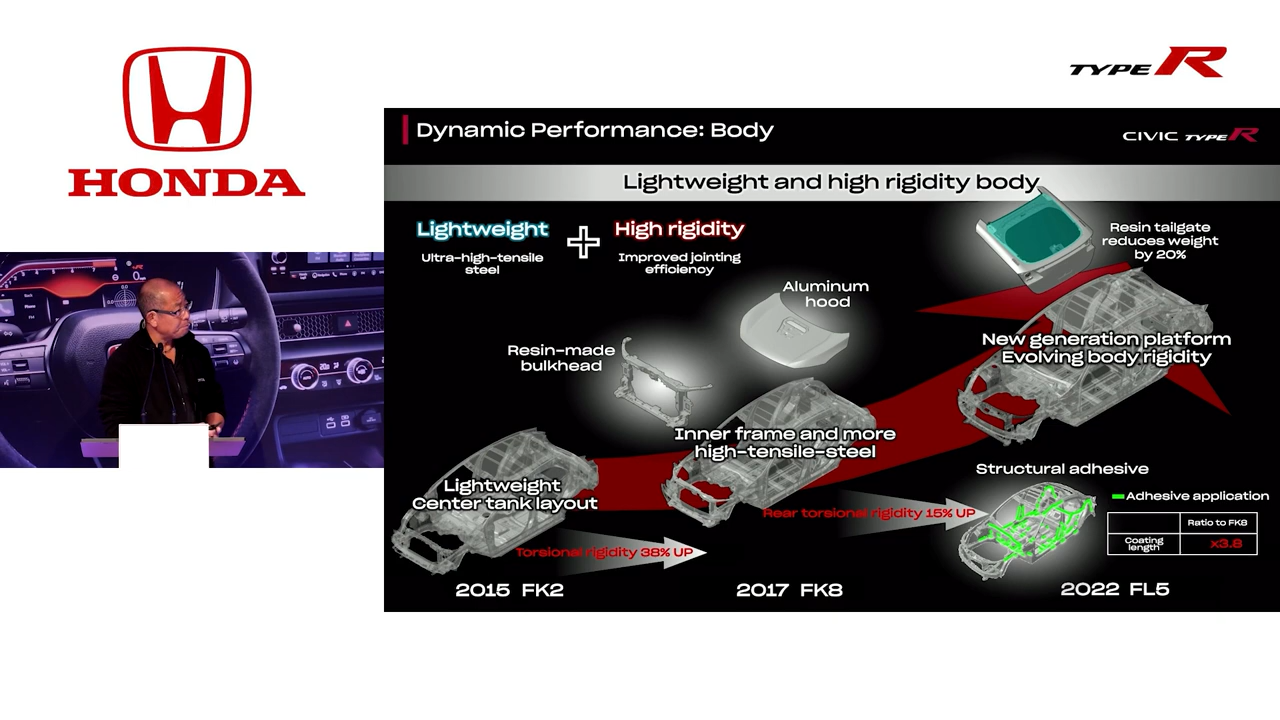 HONDA
TYPE R
Dynamic Performance: Body
CIVIC TYPE R
Lightweight and high rigidity body
Lightweight
High rigidity
Ultra-high-tensile
steel
Improved jointing
efficiency
Resin tailgate
reduces weight
by 20%
Aluminum
hood
Resin-made
bulkhead
New generation platform
Evolving body rigidity
Inner frame and more
high-tensile-steel
Lightweight
Center tank layout
Structural adhesive
Adhesive application
Rear torsional rigidity 15% UP
Ratio to FK8
Coating
length
x3.8
Torsional rigidity 38% UP
2015 FK2
2017 FK8
2022 FL5